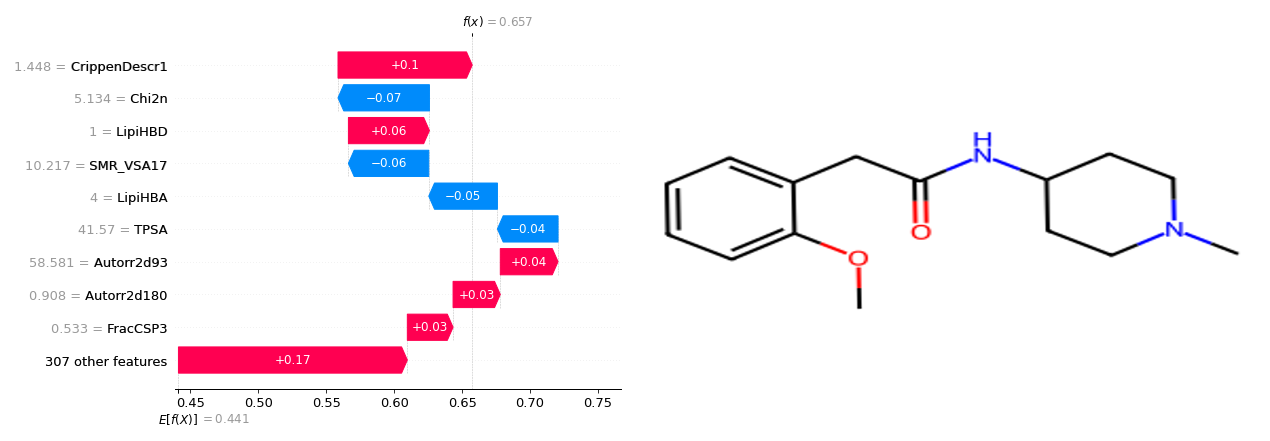 f(x) = 0.657
1.448 = CrippenDescr1
+0.1
5.134 = Chi2n
−0.07
1 = LipiHBD
+0.06
10.217 = SMR_VSA17
−0.06
4 = LipiHBA
−0.05
41.57 = TPSA
−0.04
58.581 = Autorr2d93
+0.04
0.908 = Autorr2d180
+0.03
0.533 = FracCSP3
+0.03
307 other features
+0.17
0.45 0.50 0.55 0.60 0.65 0.70 0.75
E[f(X)] = 0.441
H
N
O
O
N